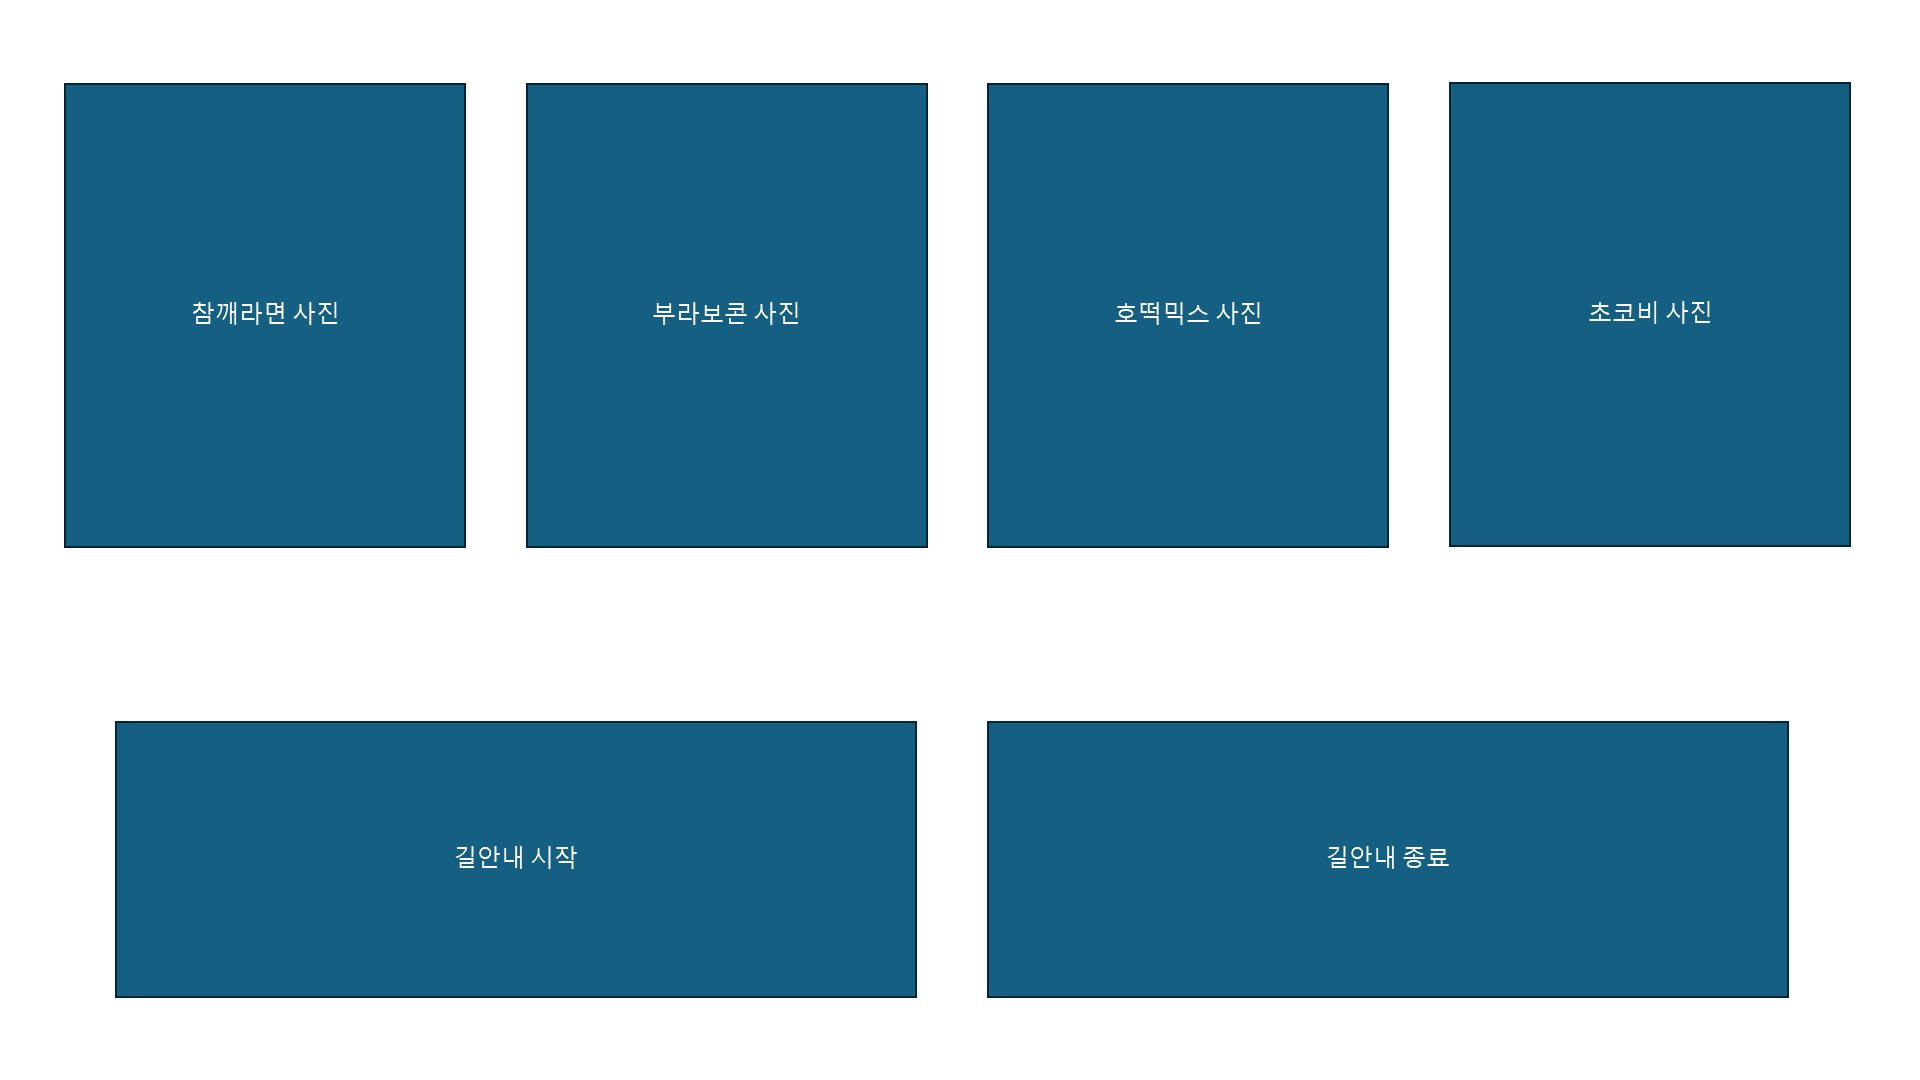 참깨라면 사진
부라보콘 사진
호떡믹스 사진
초코비 사진
길안내 시작
길안내 종료